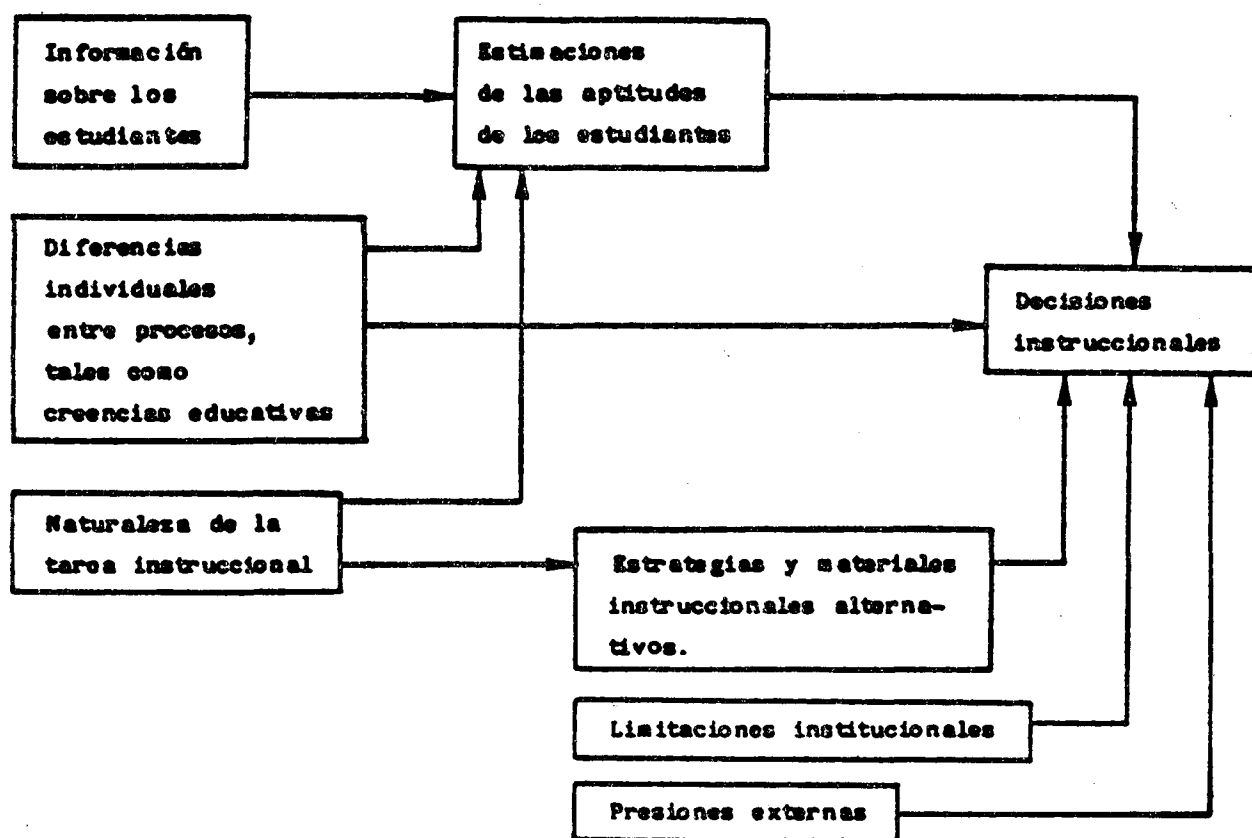 Información
sobre los
estudiantes
Estimaciones
de las aptitudes
de los estudiantes
Diferencias
individuales
entre procesos,
tales como
creencias educativas
Decisiones
instruccionales
Naturaleza de la
tarea instruccional
Estrategias y materiales
instruccionales alterna-
tivos.
Limitaciones institucionales
Presiones externas